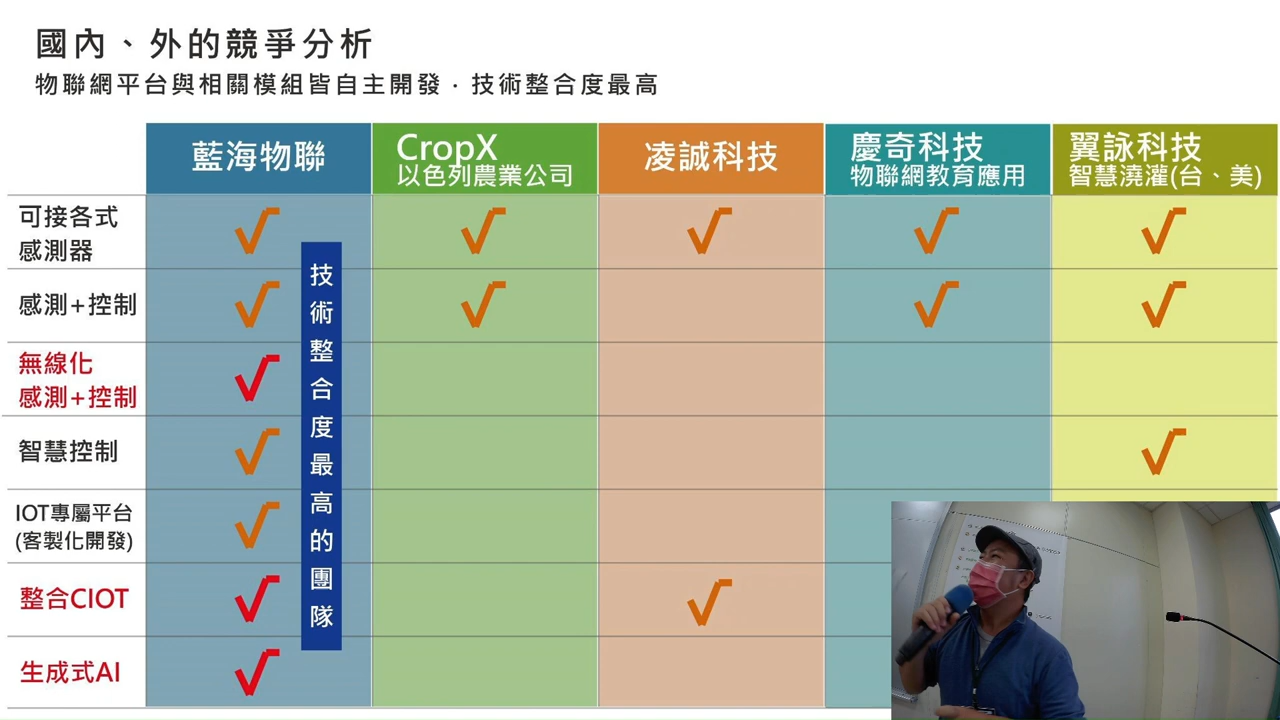 國內、外的競爭分析
物聯網平台與相關模組皆自主開發．技術整合度最高
藍海物聯
CropX
以色列農業公司
凌誠科技
慶奇科技
物聯網教育應用
翼詠科技
智慧澆灌(台、美)
可接各式
感測器
感測+控制
無線化
感測+控制
智慧控制
IOT專屬平台
(客製化開發)
整合CIOT
生成式AI
技術整合度最高的團隊